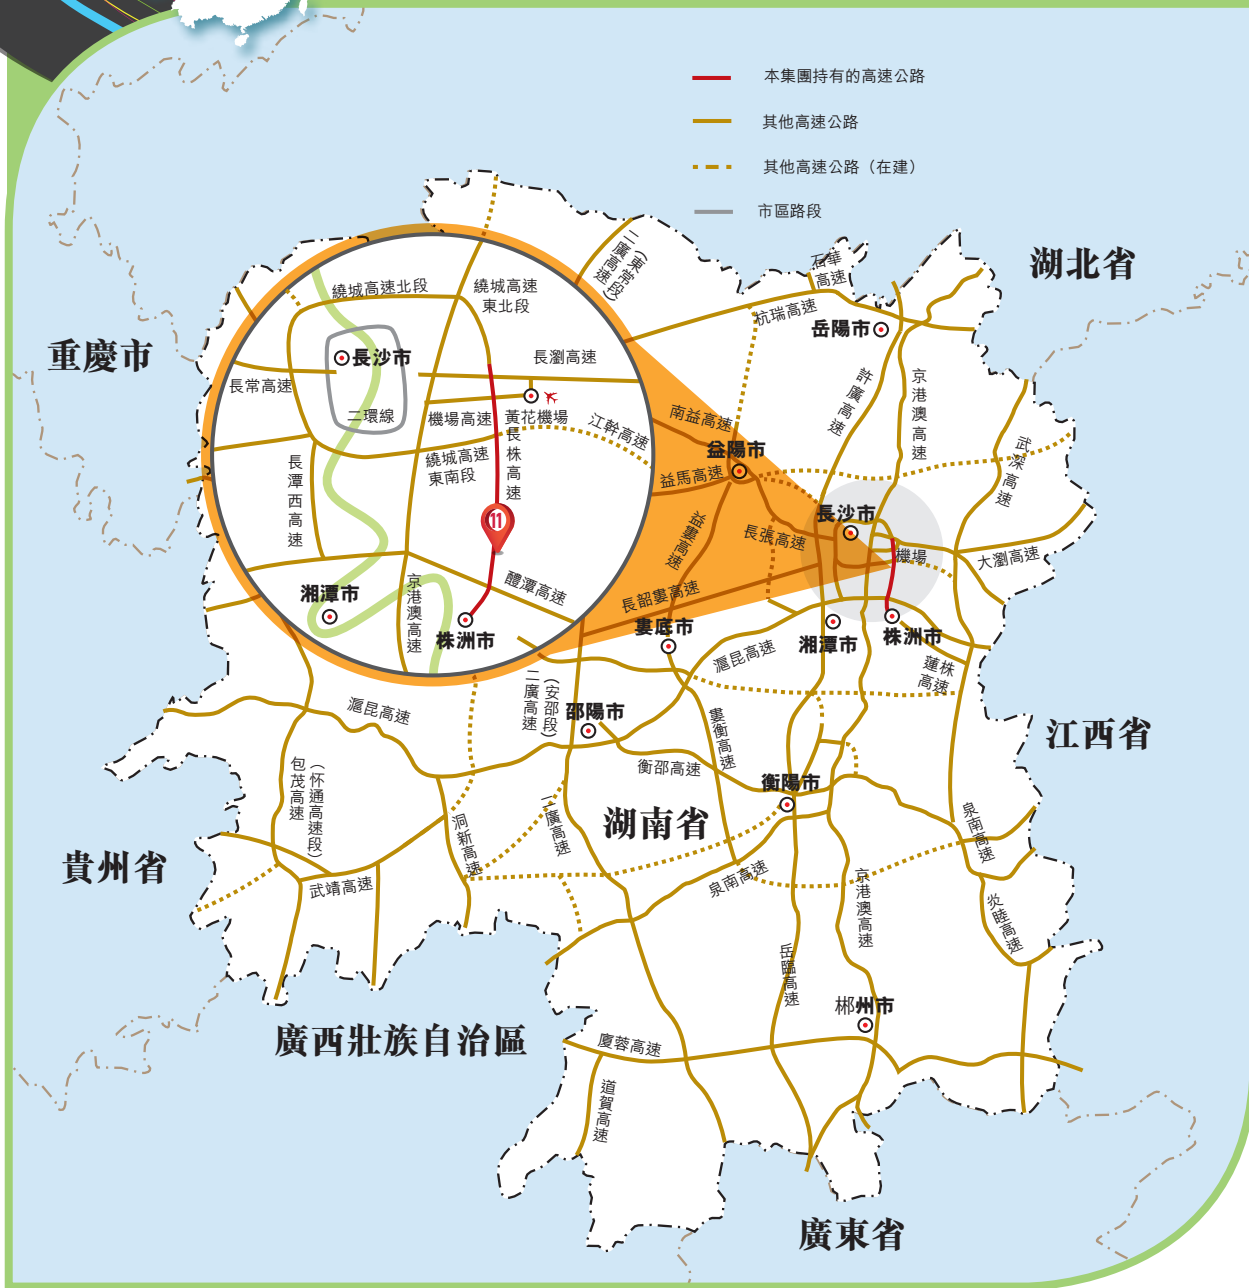 本集團持有的高速公路
其他高速公路
其他高速公路（在建）
市區路段
湖北省
重慶市
江西省
貴州省
湖南省
廣西壯族自治區
廣東省
繞城高速北段
繞城高速
東北段
長沙市
長瀏高速
長常高速
二環線
機場高速
黃花機場
江幹高速
繞城高速
東南段
長株高速
長潭西高速
11
京港澳高速
醴潭高速
湘潭市
株洲市
二廣高速
（東常段）
石華
高速
杭瑞高速
岳陽市
許廣高速
京港澳高速
武深高速
南益高速
益陽市
益馬高速
益婁高速
長張高速
長沙市
機場
大瀏高速
長韶婁高速
婁底市
湘潭市
株洲市
滬昆高速
蓮株
高速
滬昆高速
（安邵段）
二廣高速
邵陽市
婁衡高速
衡邵高速
衡陽市
包茂高速
（怀通高速段）
洞新高速
二廣高速
武靖高速
泉南高速
泉南高速
炎睦高速
京港澳高速
岳臨高速
郴州市
廈蓉高速
道賀高速